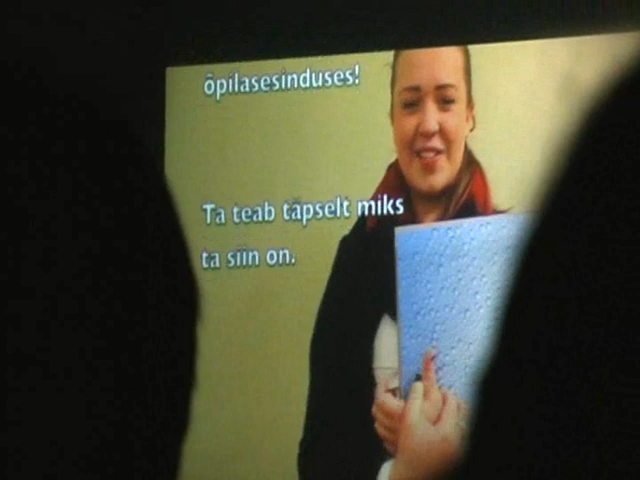 õpilasesinduses!
Ta teab täpselt miks
ta siin on.